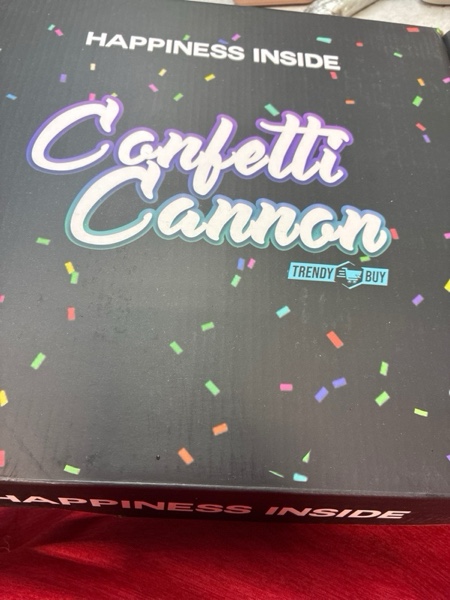 HAPPINESS INSIDE
Confetti
Cannon
TRENDY BUY
HAPPINESS INSIDE